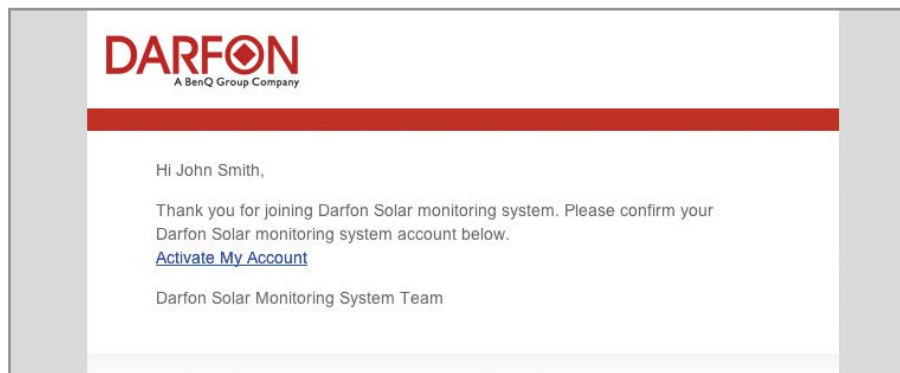 DARFON
A BenQ Group Company
Hi John Smith,
Thank you for joining Darfon Solar monitoring system. Please confirm your
Darfon Solar monitoring system account below.
Activate My Account
Darfon Solar Monitoring System Team